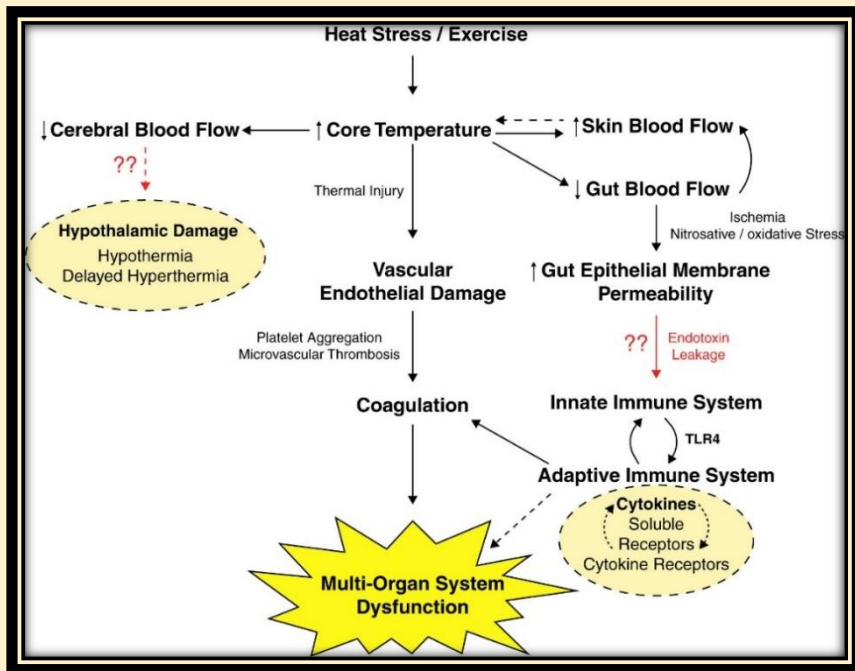 Heat Stress / Exercise
↓Cerebral Blood Flow
↑Core Temperature
↑Skin Blood Flow
??
Thermal Injury
↓Gut Blood Flow
Ischemia
Nitrosative / oxidative Stress
Hypothalamic Damage
Hypothermia
Delayed Hyperthermia
Vascular
Endothelial Damage
↑Gut Epithelial Membrane
Permeability
Platelet Aggregation
Microvascular Thrombosis
??
Endotoxin
Leakage
Coagulation
Innate Immune System
TLR4
Adaptive Immune System
Cytokines
Soluble
Receptors
Cytokine Receptors
Multi-Organ System
Dysfunction